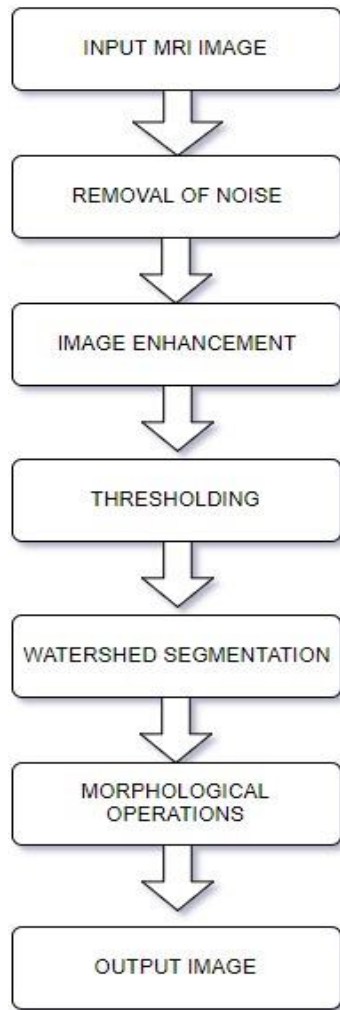 INPUT MRI IMAGE
REMOVAL OF NOISE
IMAGE ENHANCEMENT
THRESHOLDING
WATERSHED SEGMENTATION
MORPHOLOGICAL
OPERATIONS
OUTPUT IMAGE